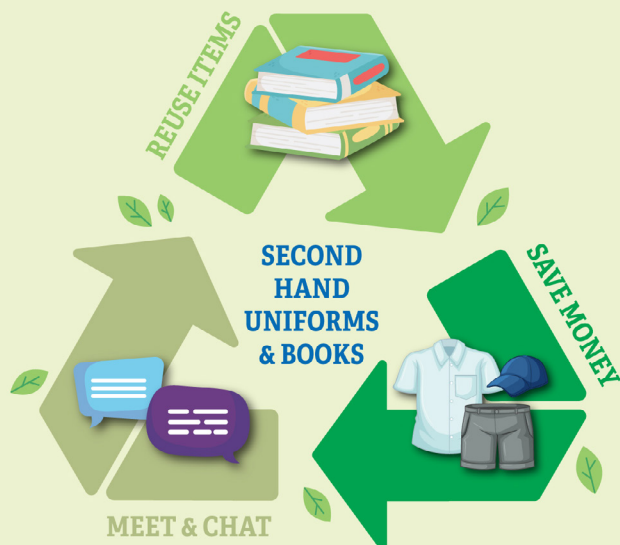 REUSE ITEMS
SECOND
HAND
UNIFORMS
& BOOKS
SAVE MONEY
MEET & CHAT